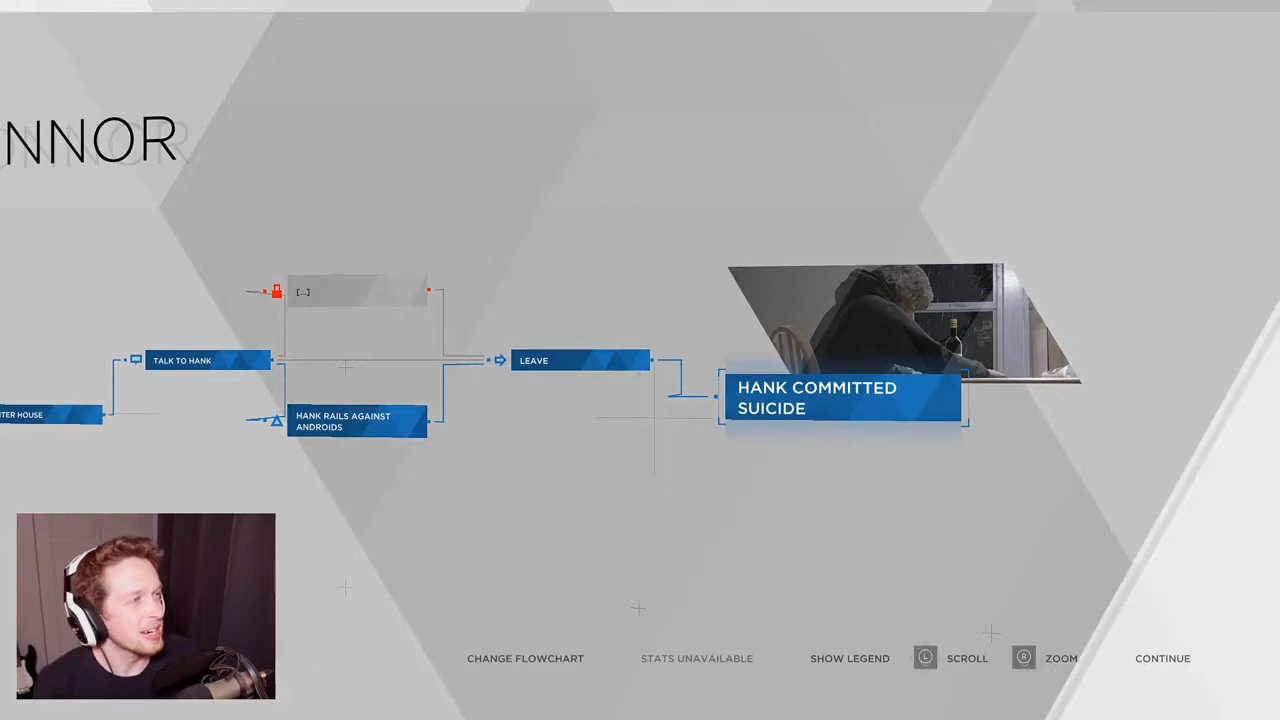 NNOR
[...]
TALK TO HANK
LEAVE
HANK COMMITTED
SUICIDE
TER HOUSE
HANK RAILS AGAINST
ANDROIDS
CHANGE FLOWCHART
STATS UNAVAILABLE
SHOW LEGEND
L
SCROLL
R
ZOOM
CONTINUE